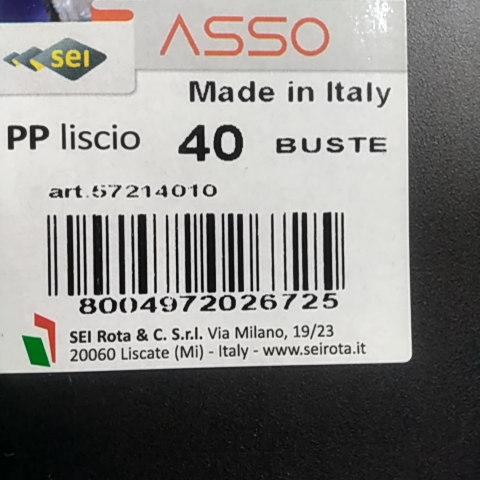 sei
ASSO
Made in Italy
PP liscio 40 BUSTE
art.57214010
8004972026725
SEI Rota & C. S.r.l. Via Milano, 19/23
20060 Liscate (Mi) - Italy - www.seirota.it